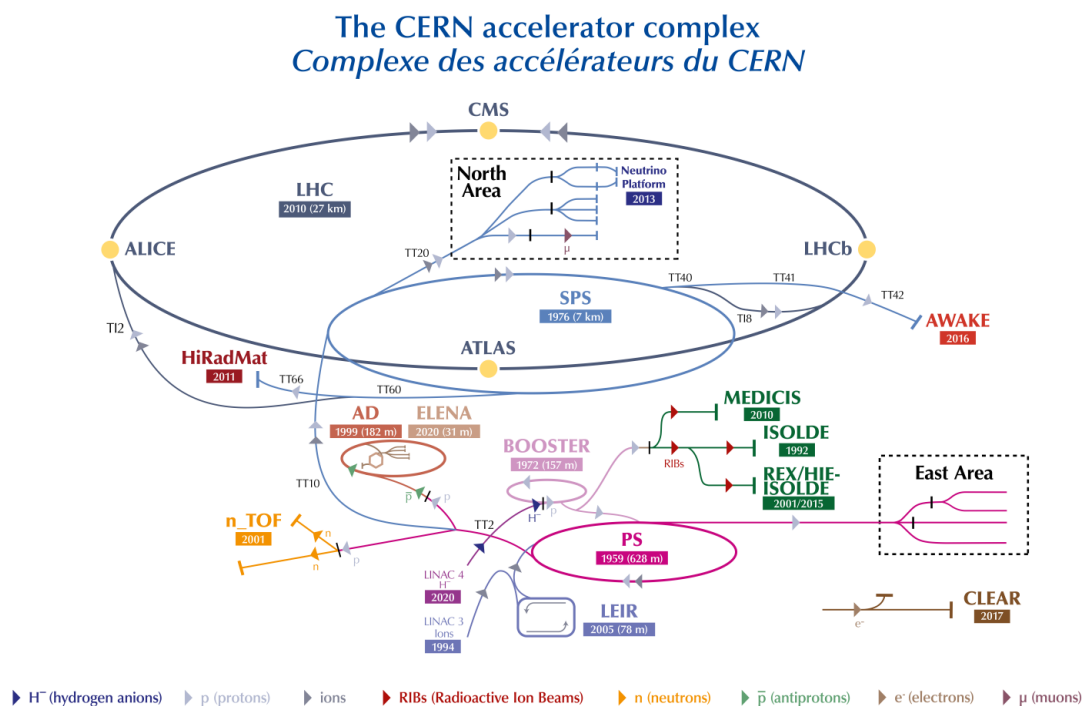 The CERN accelerator complex
Complexe des accélérateurs du CERN
CMS
North
Area
Neutrino
Platform
2013
LHC
2010 (27 km)
ALICE
LHCb
TT20
μ
TT40
TT41
TT42
SPS
1976 (7 km)
TI8
AWAKE
2016
TI2
ATLAS
HiRadMat
2011
TT66
TT60
MEDICIS
2010
AD
1999 (182 m)
ELENA
2020 (31 m)
BOOSTER
1972 (157 m)
ISOLDE
1992
RIBs
REX/HIE-
ISOLDE
2001/2015
East Area
TT10
p̅
p
H⁻
p
n_TOF
2001
n
n
p
TT2
PS
1959 (628 m)
LINAC 4
H⁻
2020
LINAC 3
Ions
1994
LEIR
2005 (78 m)
CLEAR
2017
e⁻
H⁻ (hydrogen anions)
p (protons)
ions
RIBs (Radioactive Ion Beams)
n (neutrons)
p̅ (antiprotons)
e⁻ (electrons)
μ (muons)